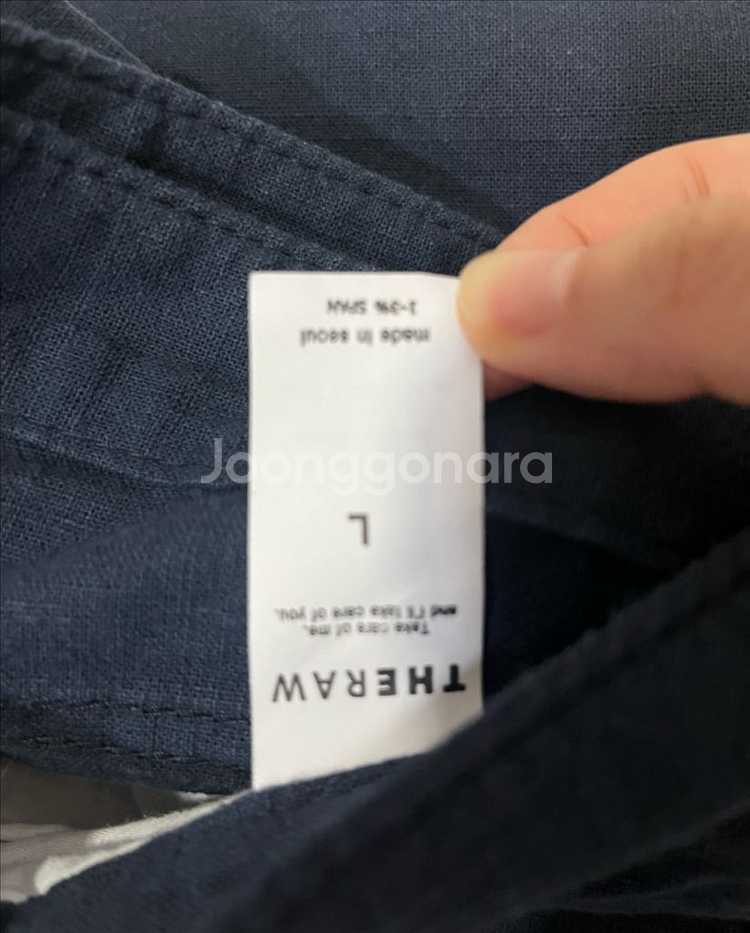 THERAW
Take care of me,
and I'll take care of you.
L
made in seoul
1-3% SPAN
Joonggonara